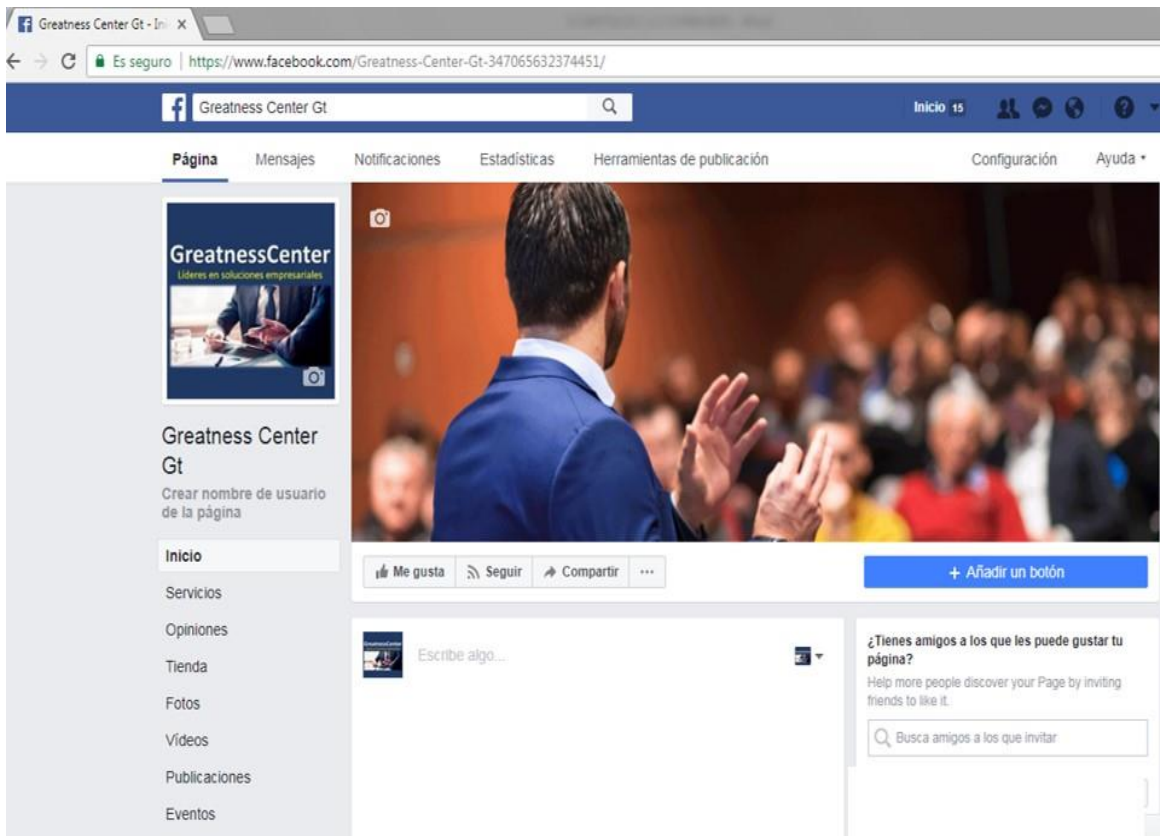 Greatness Center Gt - Ini
Es seguro | https://www.facebook.com/Greatness-Center-Gt-347065632374451/
Greatness Center Gt
Inicio 15
Página Mensajes Notificaciones Estadísticas Herramientas de publicación Configuración Ayuda
GreatnessCenter
Líderes en soluciones empresariales
Greatness Center
Gt
Crear nombre de usuario
de la página
Inicio
Servicios
Opiniones
Tienda
Fotos
Vídeos
Publicaciones
Eventos
Me gusta Seguir Compartir ...
+ Añadir un botón
Escribe algo...
¿Tienes amigos a los que les puede gustar tu
página?
Help more people discover your Page by inviting
friends to like it.
Busca amigos a los que invitar